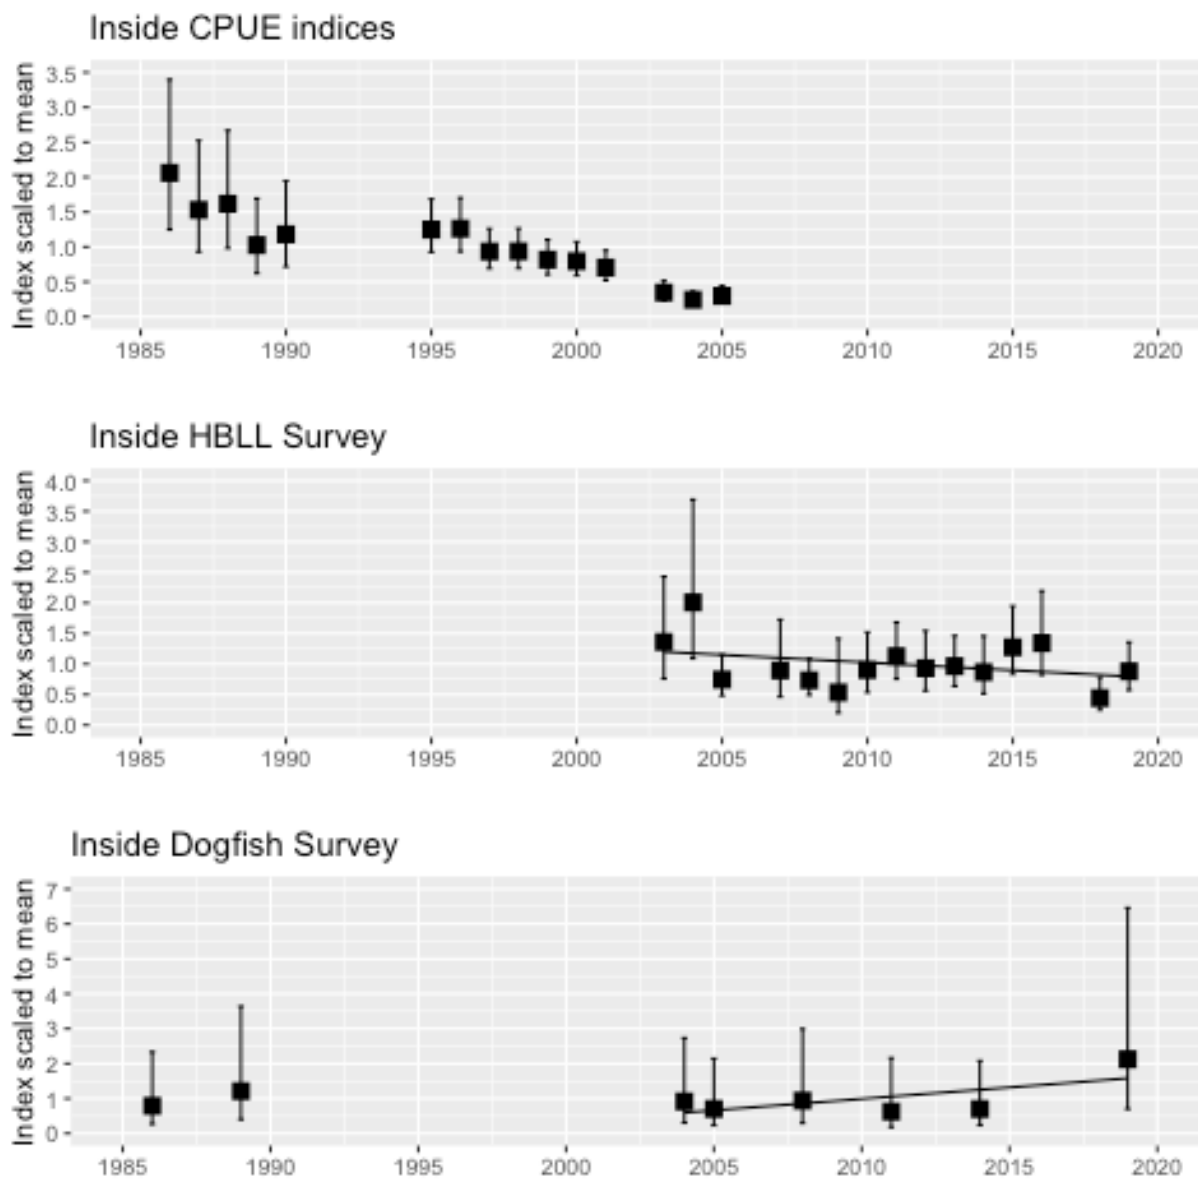 Inside CPUE indices
Index scaled to mean
3.5
3.0
2.5
2.0
1.5
1.0
0.5
0.0
1985 1990 1995 2000 2005 2010 2015 2020
Inside HBLL Survey
Index scaled to mean
4.0
3.5
3.0
2.5
2.0
1.5
1.0
0.5
0.0
1985 1990 1995 2000 2005 2010 2015 2020
Inside Dogfish Survey
Index scaled to mean
7
6
5
4
3
2
1
0
1985 1990 1995 2000 2005 2010 2015 2020